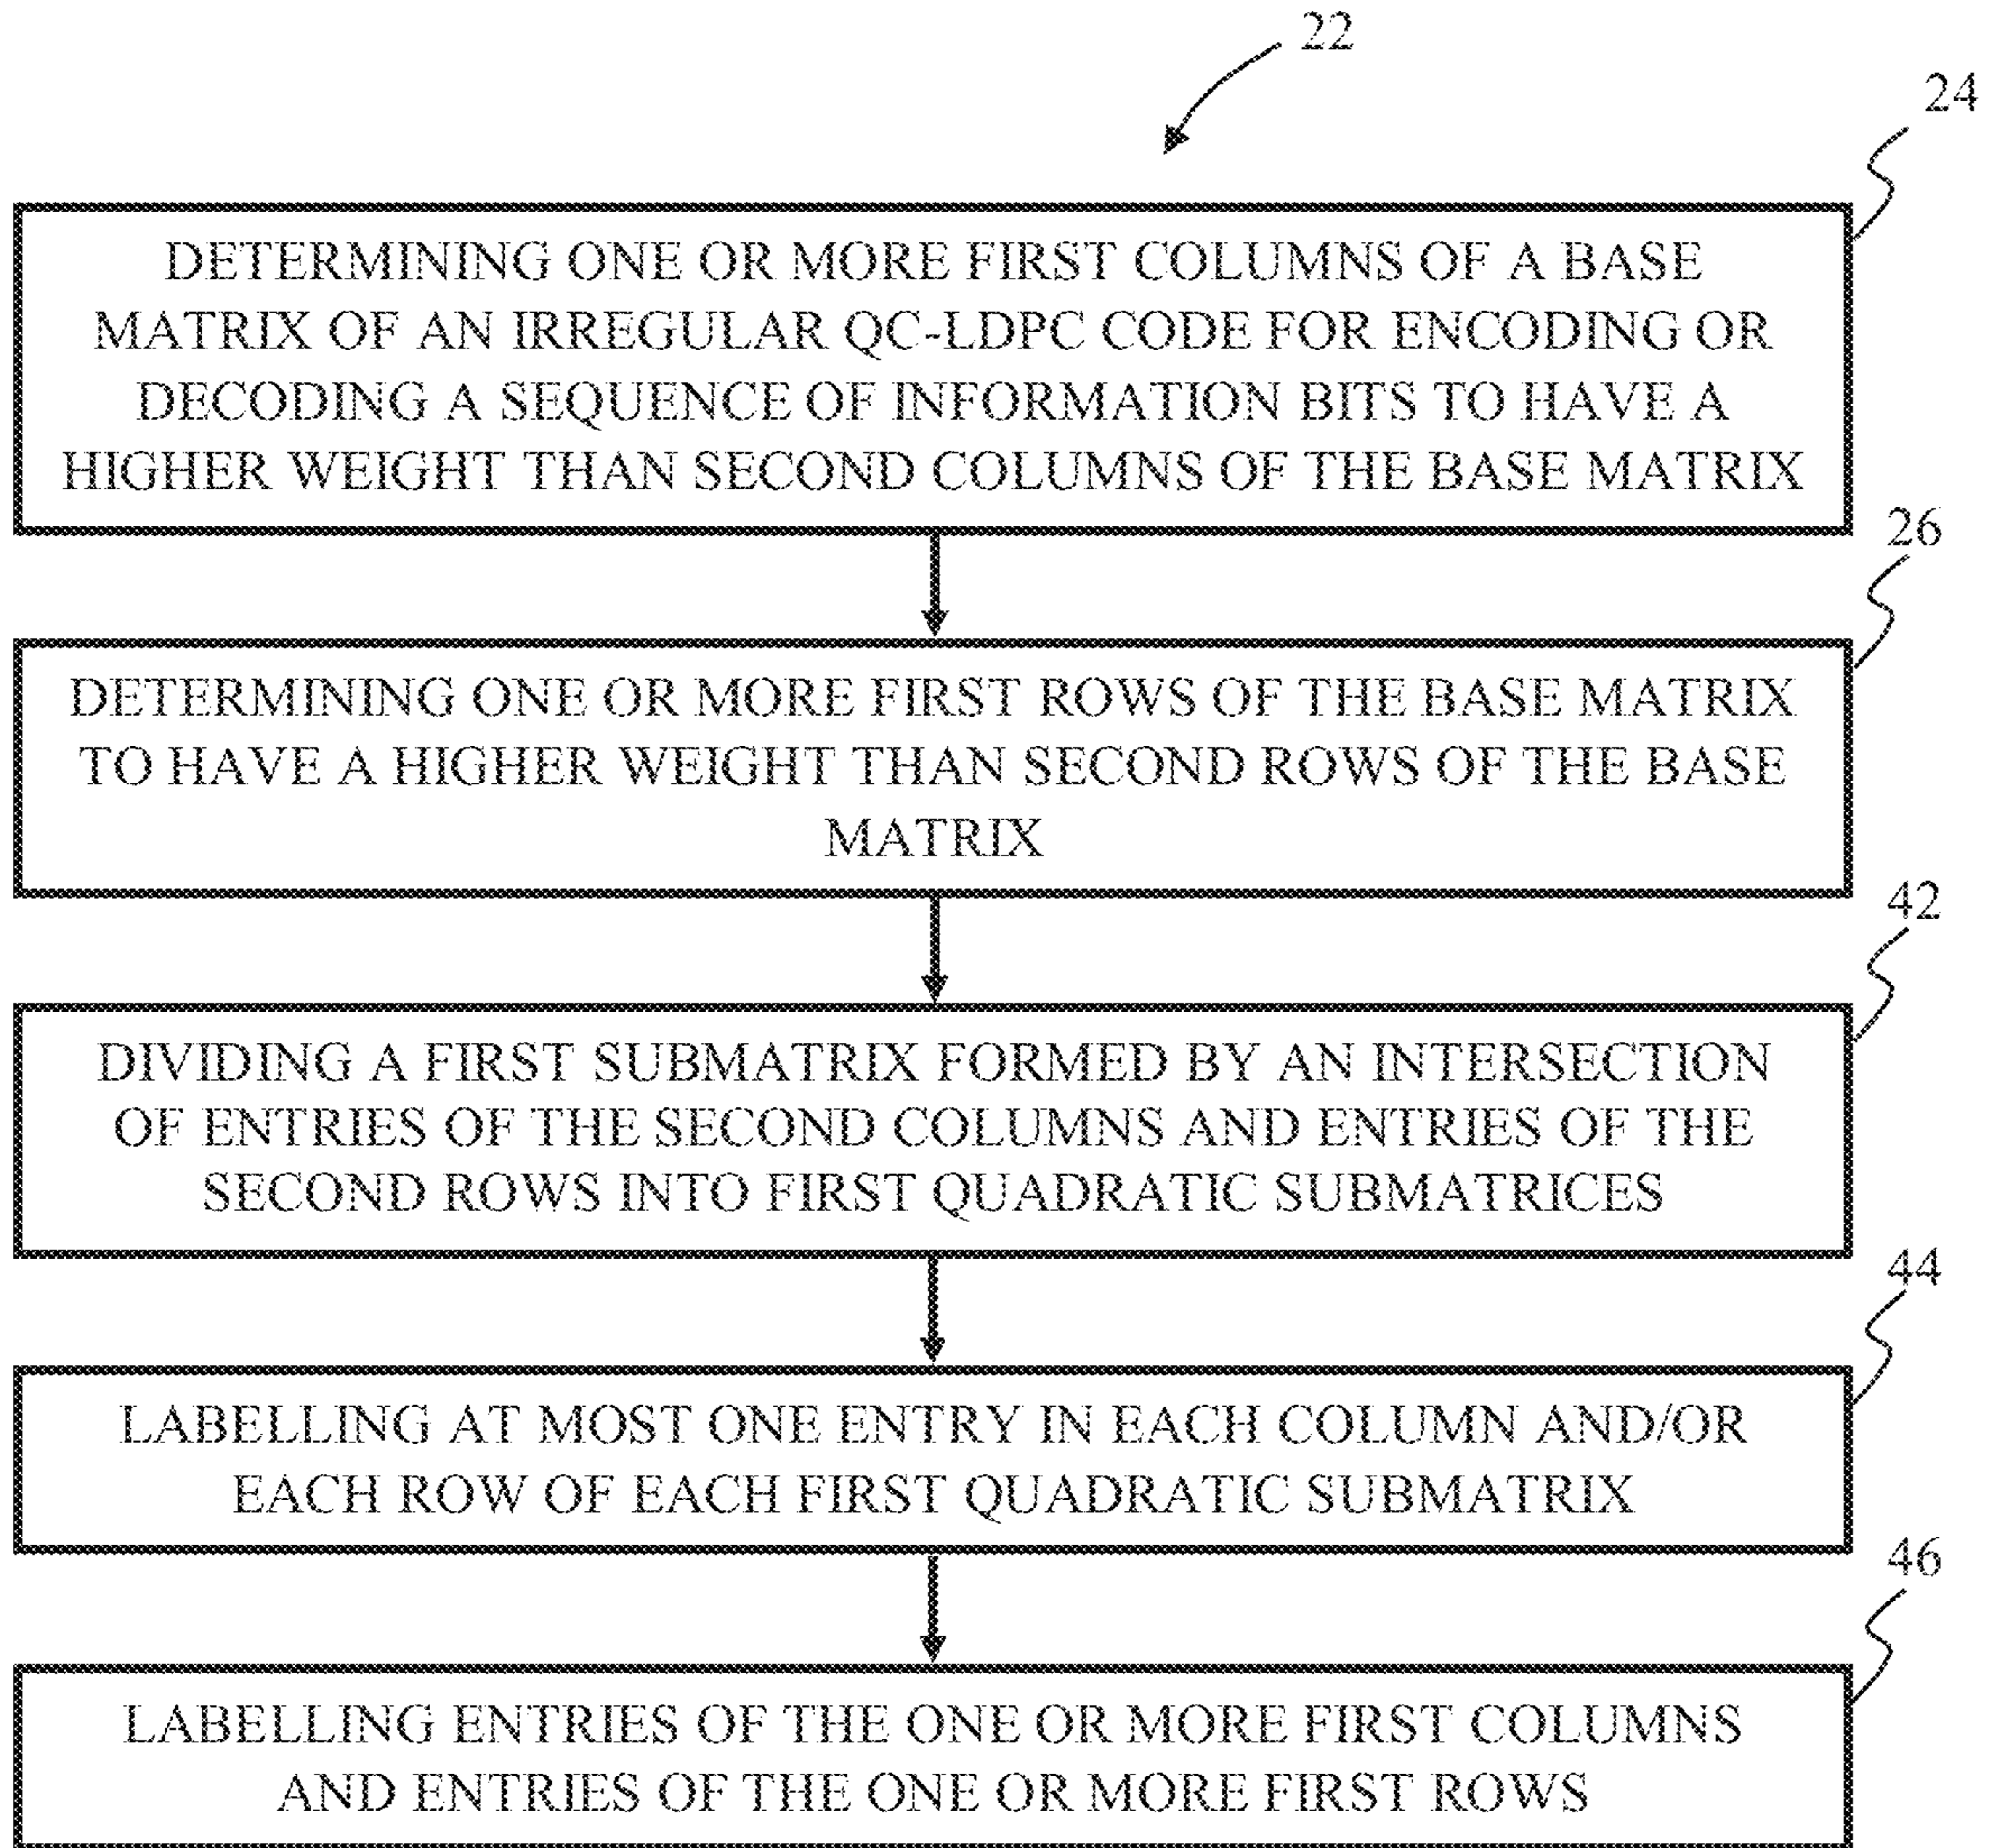 22
24
DETERMINING ONE OR MORE FIRST COLUMNS OF A BASE
MATRIX OF AN IRREGULAR QC-LDPC CODE FOR ENCODING OR
DECODING A SEQUENCE OF INFORMATION BITS TO HAVE A
HIGHER WEIGHT THAN SECOND COLUMNS OF THE BASE MATRIX
26
DETERMINING ONE OR MORE FIRST ROWS OF THE BASE MATRIX
TO HAVE A HIGHER WEIGHT THAN SECOND ROWS OF THE BASE
MATRIX
42
DIVIDING A FIRST SUBMATRIX FORMED BY AN INTERSECTION
OF ENTRIES OF THE SECOND COLUMNS AND ENTRIES OF THE
SECOND ROWS INTO FIRST QUADRATIC SUBMATRICES
44
LABELLING AT MOST ONE ENTRY IN EACH COLUMN AND/OR
EACH ROW OF EACH FIRST QUADRATIC SUBMATRIX
46
LABELLING ENTRIES OF THE ONE OR MORE FIRST COLUMNS
AND ENTRIES OF THE ONE OR MORE FIRST ROWS